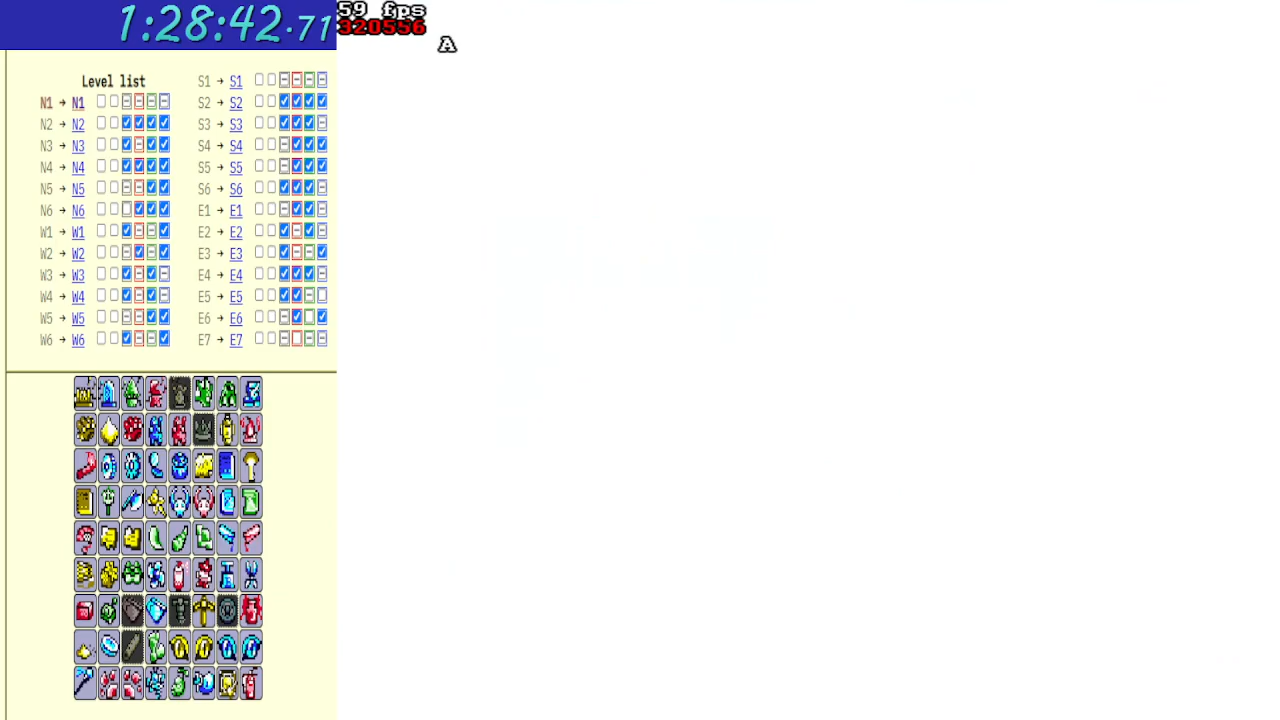 1:28:42.71
59 fps
320556
A
Level list
N1 → N1
N2 → N2
N3 → N3
N4 → N4
N5 → N5
N6 → N6
W1 → W1
W2 → W2
W3 → W3
W4 → W4
W5 → W5
W6 → W6
S1 → S1
S2 → S2
S3 → S3
S4 → S4
S5 → S5
S6 → S6
E1 → E1
E2 → E2
E3 → E3
E4 → E4
E5 → E5
E6 → E6
E7 → E7